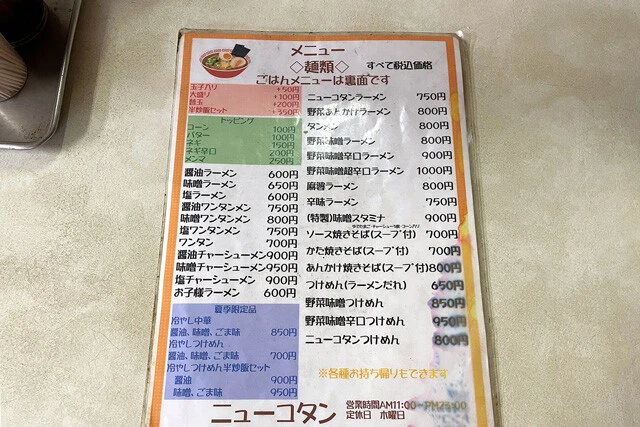 メニュー
◇麺類◇ すべて税込価格
ごはんメニューは裏面です
玉子入り +50円
大盛り +100円
替玉 +200円
半炒飯セット +350円
トッピング
コーン 100円
バター 100円
ネギ 150円
ネギ辛口 200円
メンマ 250円
醤油ラーメン 600円
味噌ラーメン 650円
塩ラーメン 600円
醤油ワンタンメン 750円
味噌ワンタンメン 800円
塩ワンタンメン 750円
ワンタン 700円
醤油チャーシューメン900円
味噌チャーシューメン950円
塩チャーシューメン 900円
お子様ラーメン 600円
夏季限定品
冷やし中華
醤油、味噌、ごま味 850円
冷やしつけめん
醤油、味噌、ごま味 700円
冷やしつけめん半炒飯セット
醤油 900円
味噌、ごま味 950円
ニューコタンラーメン 750円
野菜あんかけラーメン 800円
タンメン 800円
野菜味噌ラーメン 800円
野菜味噌辛口ラーメン 900円
野菜味噌超辛口ラーメン 1000円
麻婆ラーメン 800円
辛味ラーメン 750円
(特製)味噌スタミナ 900円
ソース焼きそば(スープ付) 700円
かた焼きそば(スープ付) 700円
あんかけ焼きそば(スープ付)800円
つけめん(ラーメンだれ) 650円
野菜味噌つけめん 850円
野菜味噌辛口つけめん 950円
ニューコタンつけめん 800円
※各種お持ち帰りもできます
ニューコタン
営業時間AM11:00~PM23:00
定休日 木曜日